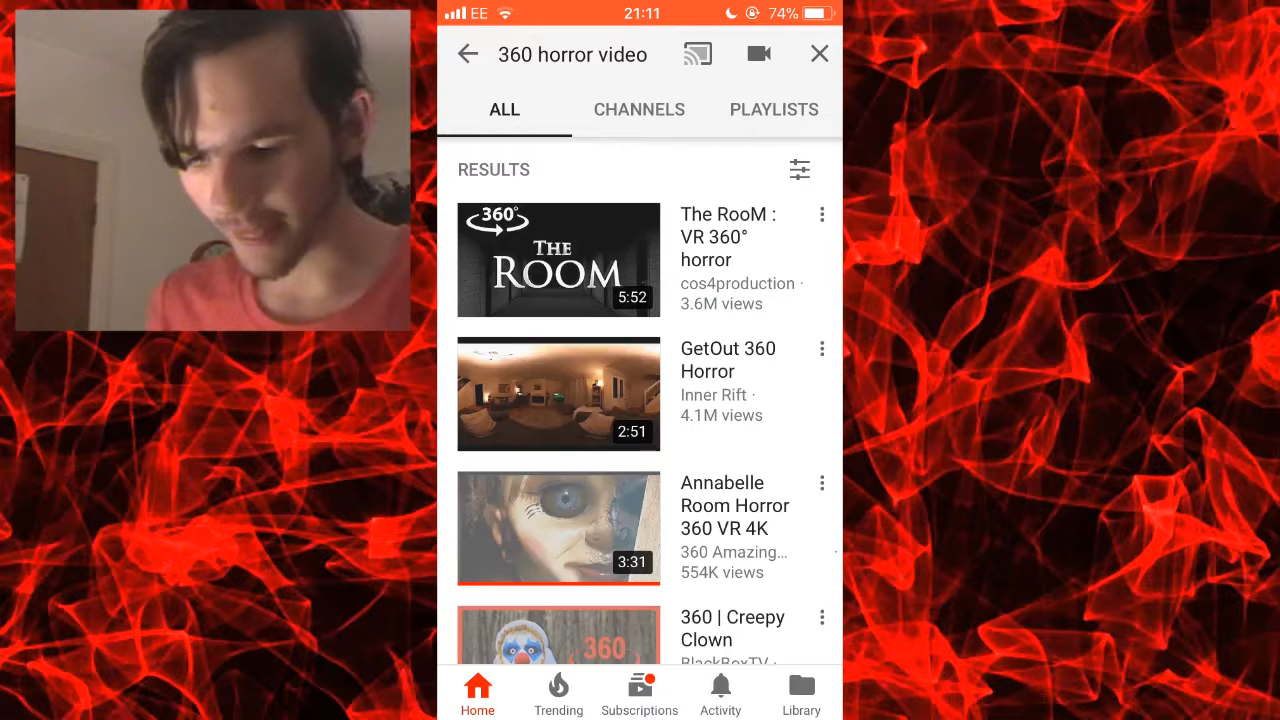 EE
21:11
74%
360 horror video
ALL
CHANNELS
PLAYLISTS
RESULTS
360°
THE
ROOM
5:52
The RooM :
VR 360°
horror
cos4production ·
3.6M views
2:51
GetOut 360
Horror
Inner Rift ·
4.1M views
3:31
Annabelle
Room Horror
360 VR 4K
360 Amazing...
554K views
360
360 | Creepy
Clown
BlackBoxTV ·
Home
Trending
Subscriptions
Activity
Library